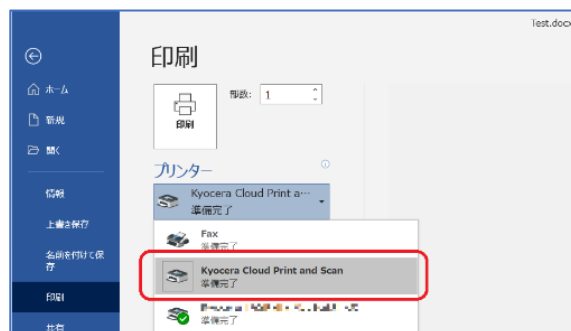 Test.docx
印刷
ホーム
新規
開く
情報
上書き保存
名前を付けて保
存
印刷
共有
印刷
部数: 1
プリンター
Kyocera Cloud Print a…
準備完了
Fax
準備完了
Kyocera Cloud Print and Scan
準備完了
準備完了